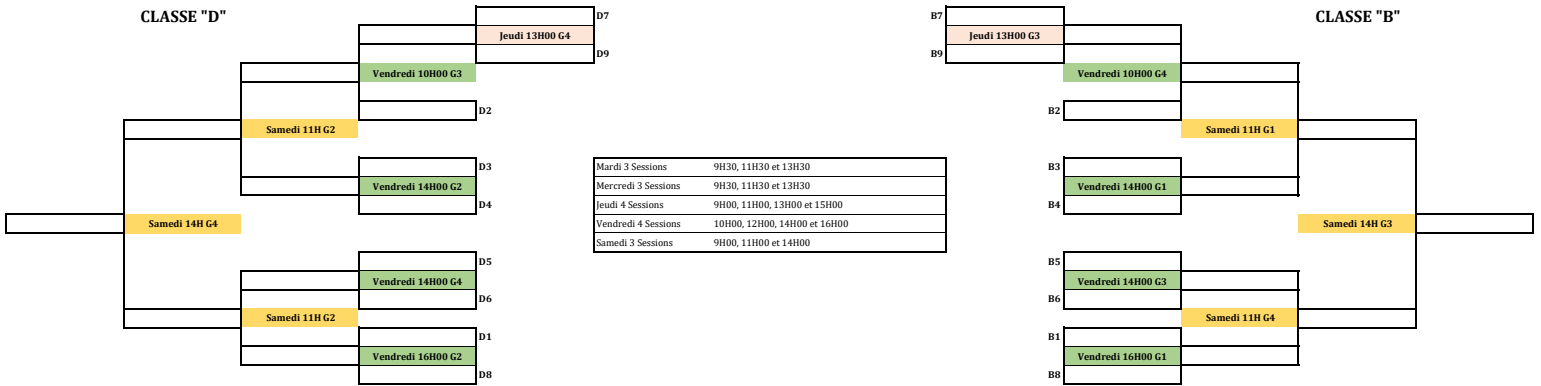 CLASSE "D"
CLASSE "B"
D7
Jeudi 13H00 G4
D9
Vendredi 10H00 G3
D2
Samedi 11H G2
D3
Vendredi 14H00 G2
D4
Samedi 14H G4
D5
Vendredi 14H00 G4
D6
Samedi 11H G2
D1
Vendredi 16H00 G2
D8
Mardi 3 Sessions 9H30, 11H30 et 13H30
Mercredi 3 Sessions 9H30, 11H30 et 13H30
Jeudi 4 Sessions 9H00, 11H00, 13H00 et 15H00
Vendredi 4 Sessions 10H00, 12H00, 14H00 et 16H00
Samedi 3 Sessions 9H00, 11H00 et 14H00
B7
Jeudi 13H00 G3
B9
Vendredi 10H00 G4
B2
Samedi 11H G1
B3
Vendredi 14H00 G1
B4
Samedi 14H G3
B5
Vendredi 14H00 G3
B6
Samedi 11H G4
B1
Vendredi 16H00 G1
B8